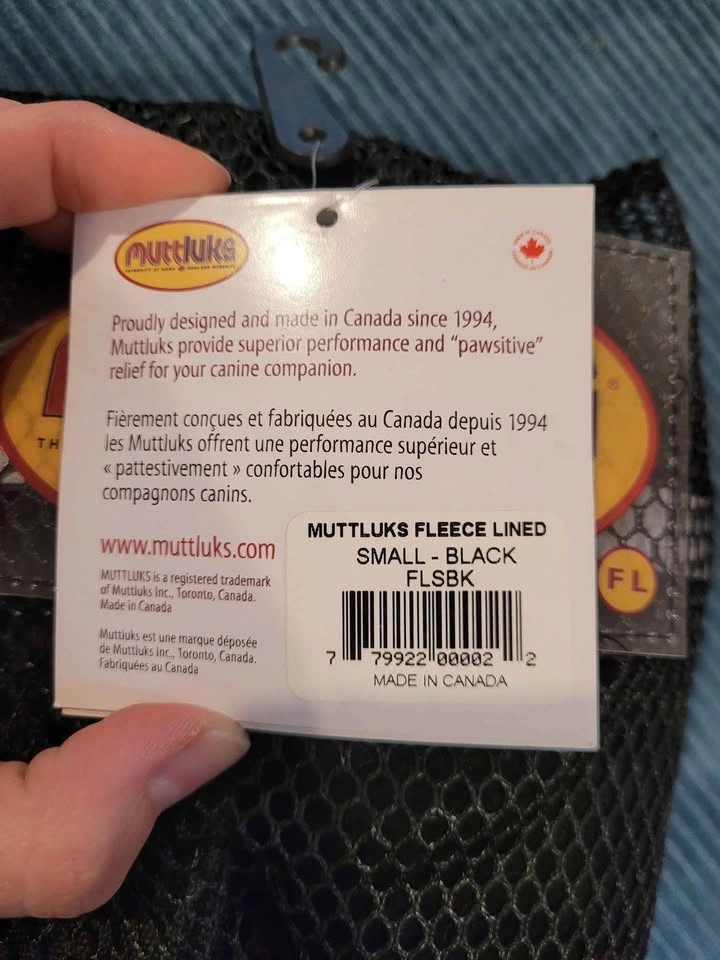 muttluks
Proudly designed and made in Canada since 1994,
Muttluks provide superior performance and “pawsitive”
relief for your canine companion.
Fièrement conçues et fabriquées au Canada depuis 1994
les Muttluks offrent une performance supérieur et
« pattestivement » confortables pour nos
compagnons canins.
www.muttluks.com
MUTTLUKS is a registered trademark
of Muttluks Inc., Toronto, Canada.
Made in Canada
Muttluks est une marque déposée
de Muttluks Inc., Toronto, Canada.
Fabriquées au Canada
MUTTLUKS FLEECE LINED
SMALL - BLACK
FLSBK
7 79922 00002 2
MADE IN CANADA
TH
®
FL